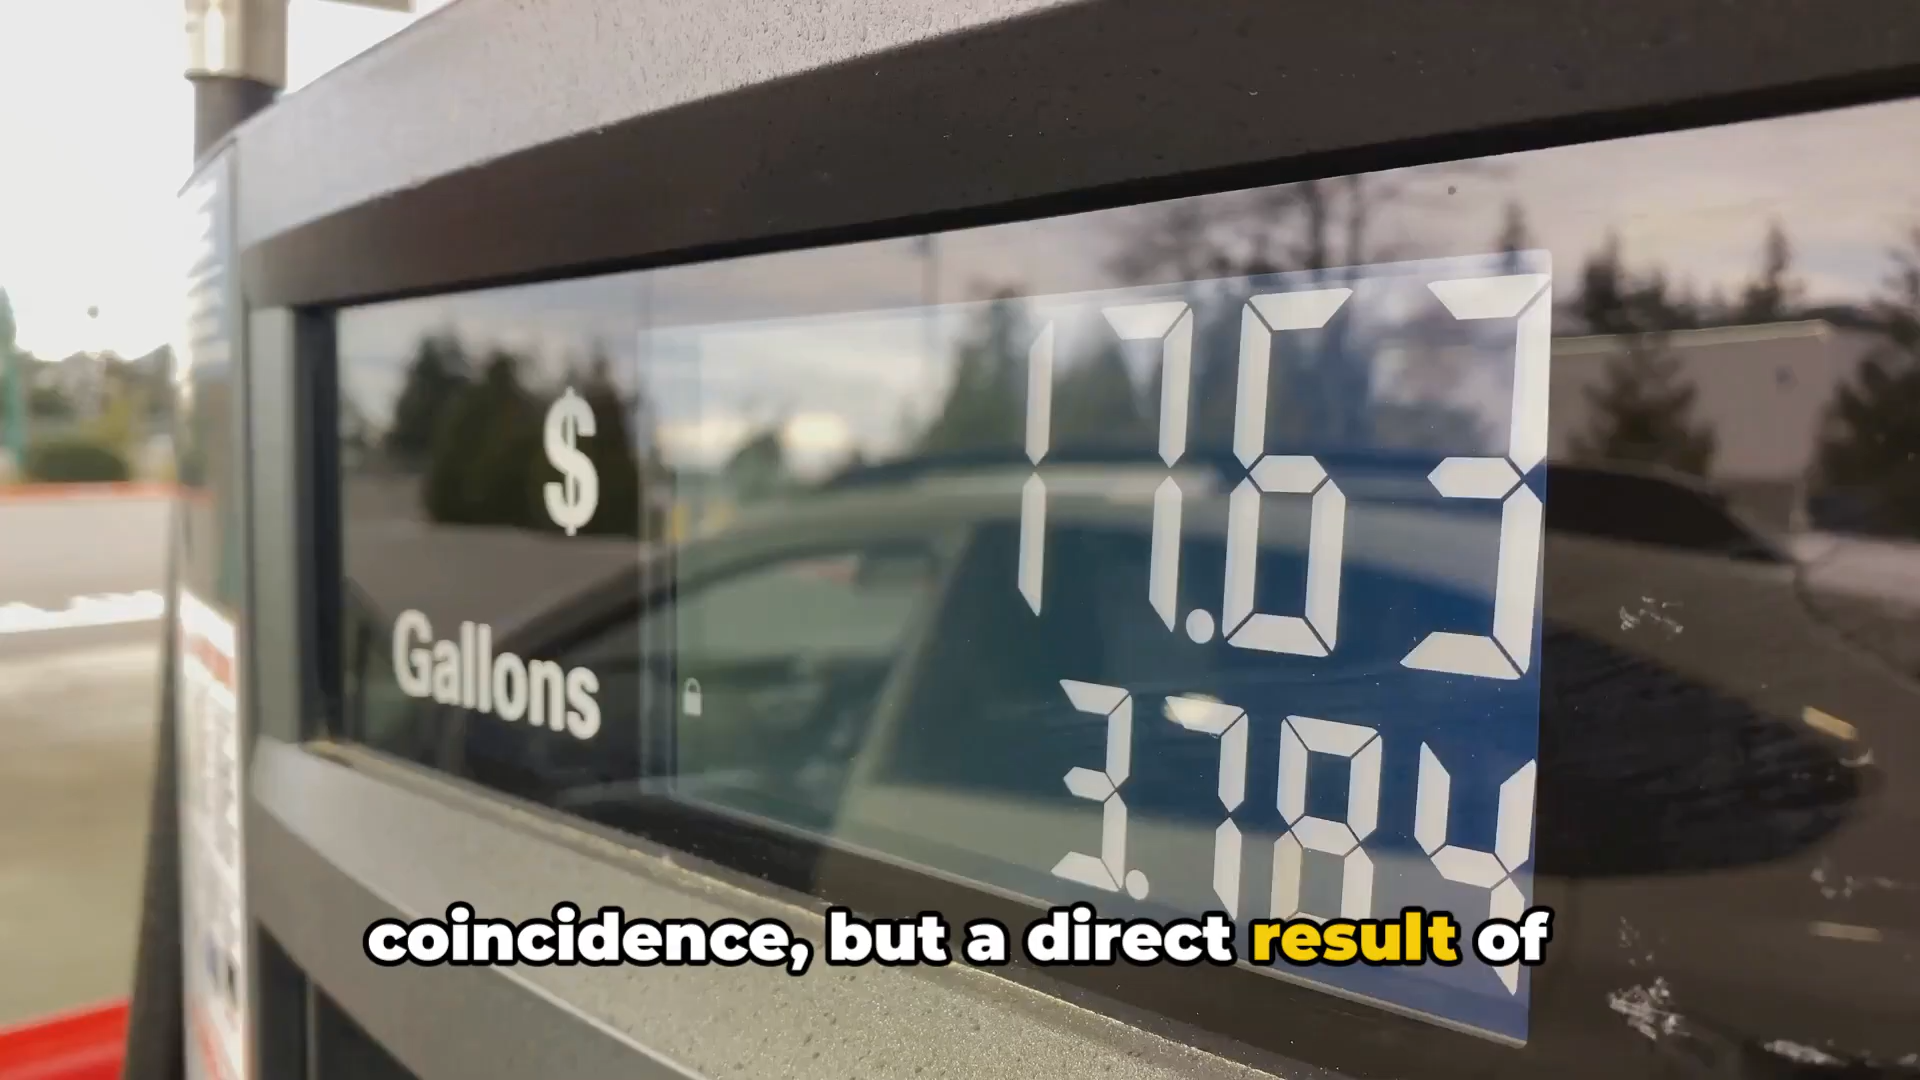 $ 17.63
Gallons 3.784
coincidence, but a direct result of